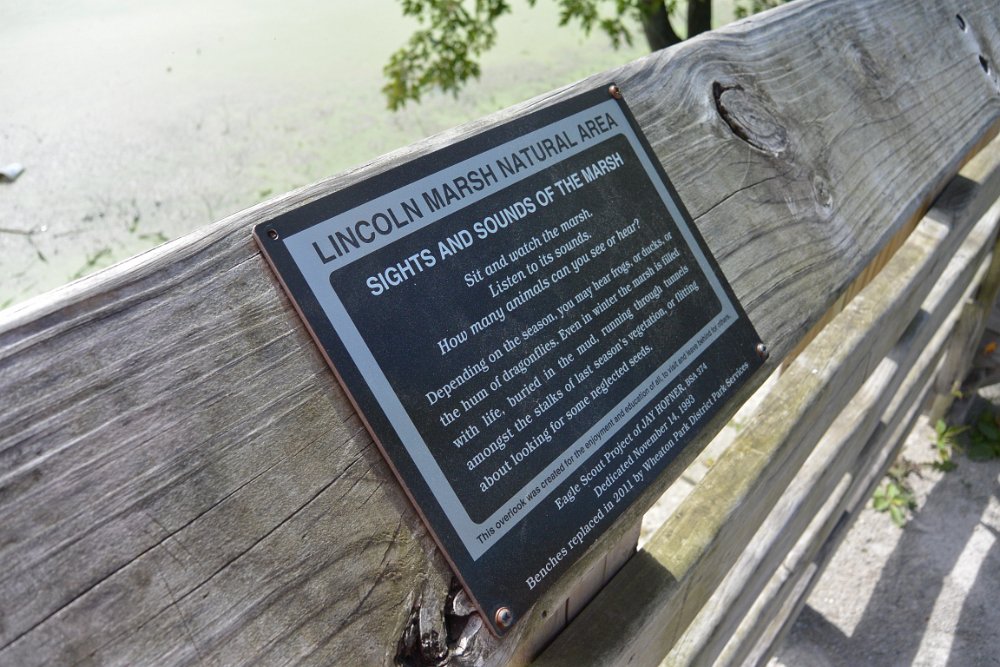 LINCOLN MARSH NATURAL AREA
SIGHTS AND SOUNDS OF THE MARSH
Sit and watch the marsh.
Listen to its sounds.
How many animals can you see or hear?
Depending on the season, you may hear frogs, ducks, or
the hum of dragonflies. Even in winter the marsh is filled
with life, buried in the mud, running through tunnels
amongst the stalks of last season's vegetation, or flitting
about looking for some neglected seeds.
This overlook was created for the enjoyment and education of all, to visit and leave behind for others.
Eagle Scout Project of JAY HOFNER, BSA 374
Dedicated November 14, 1993
Benches replaced in 2011 by Wheaton Park District Park Services